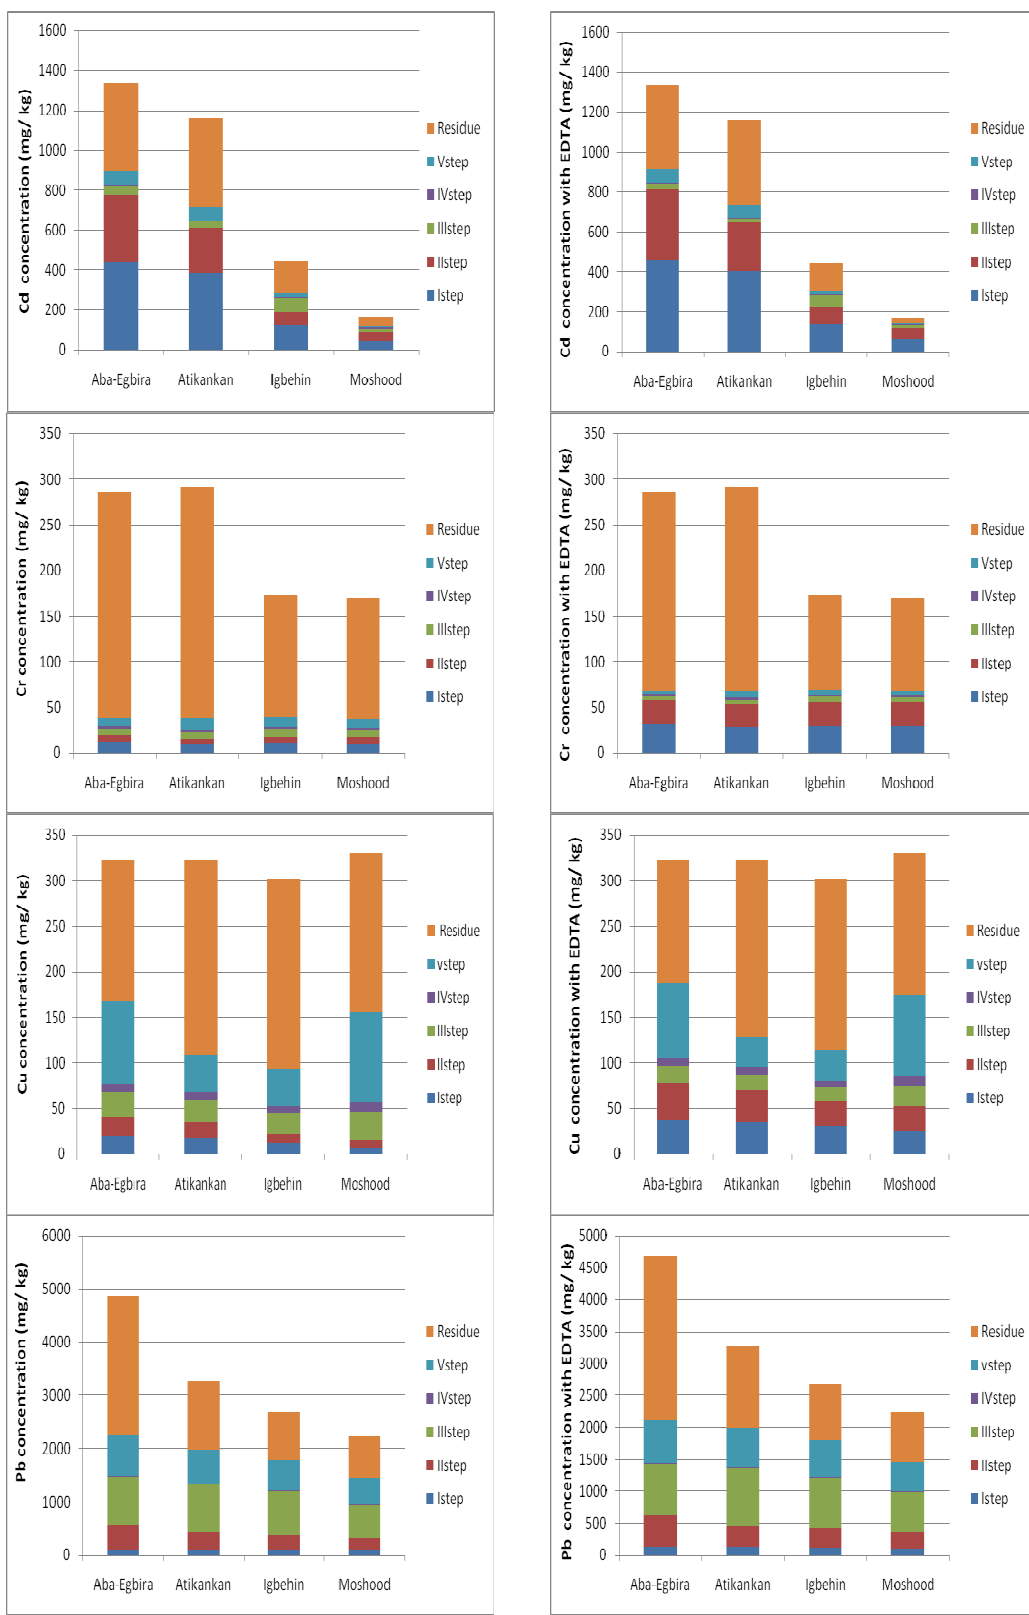 Cd concentration (mg/ kg)
1600
1400
1200
1000
800
600
400
200
0
Aba-Egbira Atikankan Igbehin Moshood
Residue
Vstep
IVstep
IIIstep
IIstep
Istep
Cd concentration with EDTA (mg/ kg)
1600
1400
1200
1000
800
600
400
200
0
Aba-Egbira Atikankan Igbehin Moshood
Residue
Vstep
IVstep
IIIstep
IIstep
Istep
Cr concentration (mg/ kg)
350
300
250
200
150
100
50
0
Aba-Egbira Atikankan Igbehin Moshood
Residue
Vstep
IVstep
IIIstep
IIstep
Istep
Cr concentration with EDTA (mg/ kg)
350
300
250
200
150
100
50
0
Aba-Egbira Atikankan Igbehin Moshood
Residue
Vstep
IVstep
IIIstep
IIstep
Istep
Cu concentration (mg/ kg)
350
300
250
200
150
100
50
0
Aba-Egbira Atikankan Igbehin Moshood
Residue
vstep
IVstep
IIIstep
IIstep
Istep
Cu concentration with EDTA (mg/ kg)
350
300
250
200
150
100
50
0
Aba-Egbira Atikankan Igbehin Moshood
Residue
vstep
IVstep
IIIstep
IIstep
Istep
Pb concentration (mg/ kg)
6000
5000
4000
3000
2000
1000
0
Aba-Egbira Atikankan Igbehin Moshood
Residue
Vstep
IVstep
IIIstep
IIstep
Istep
Pb concentration with EDTA (mg/ kg)
5000
4500
4000
3500
3000
2500
2000
1500
1000
500
0
Aba-Egbira Atikankan Igbehin Moshood
Residue
vstep
IVstep
IIIstep
IIstep
Istep